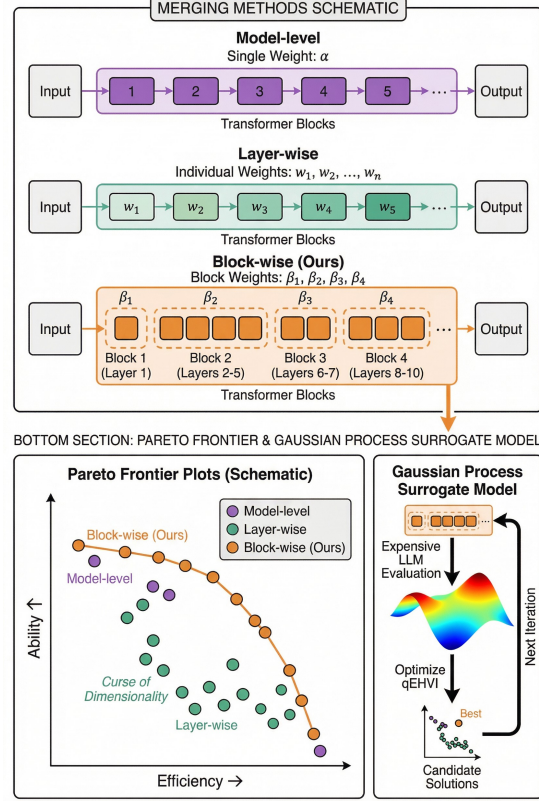 MERGING METHODS SCHEMATIC
Model-level
Single Weight: α
Input
1
2
3
4
5
...
Output
Transformer Blocks
Layer-wise
Individual Weights: w₁, w₂, ..., wₙ
Input
w₁
w₂
w₃
w₄
w₅
...
Output
Transformer Blocks
Block-wise (Ours)
Block Weights: β₁, β₂, β₃, β₄
β₁
β₂
β₃
β₄
Input
...
Output
Block 1
(Layer 1)
Block 2
(Layers 2-5)
Block 3
(Layers 6-7)
Block 4
(Layers 8-10)
Transformer Blocks
BOTTOM SECTION: PARETO FRONTIER & GAUSSIAN PROCESS SURROGATE MODEL
Pareto Frontier Plots (Schematic)
Model-level
Layer-wise
Block-wise (Ours)
Block-wise (Ours)
Model-level
Curse of
Dimensionality
Layer-wise
Ability ↑
Efficiency →
Gaussian Process
Surrogate Model
...
Expensive
LLM
Evaluation
Optimize
qEHVI
Next Iteration
Best
Candidate
Solutions